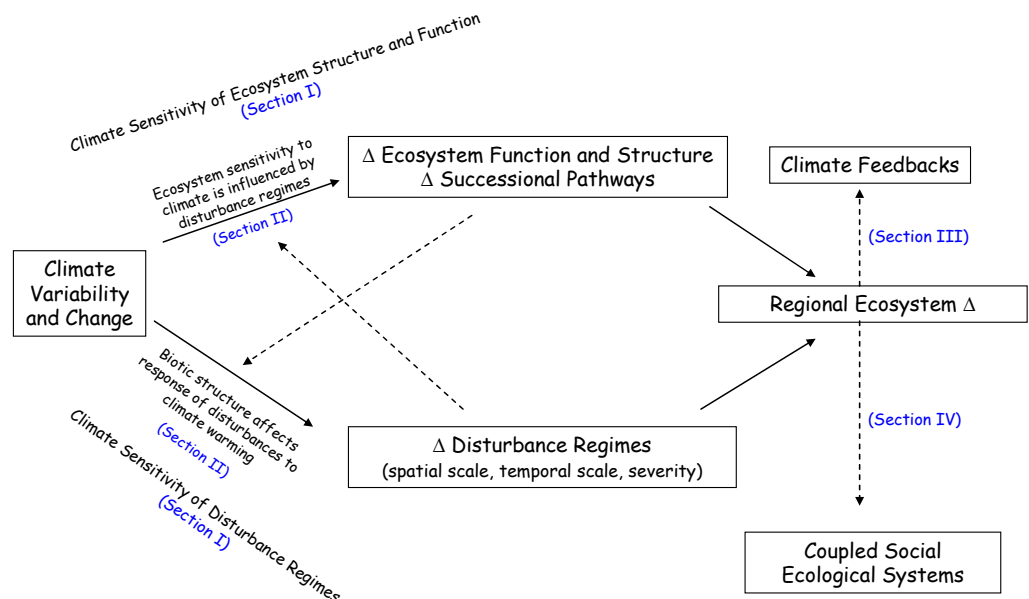 Climate Sensitivity of Ecosystem Structure and Function
(Section I)
Ecosystem sensitivity to
climate is influenced by
disturbance regimes
(Section II)
∆ Ecosystem Function and Structure
∆ Successional Pathways
Climate Feedbacks
(Section III)
Climate
Variability
and Change
Regional Ecosystem ∆
Biotic structure affects
response of disturbances to
climate warming
(Section II)
Climate Sensitivity of Disturbance Regimes
(Section I)
∆ Disturbance Regimes
(spatial scale, temporal scale, severity)
(Section IV)
Coupled Social
Ecological Systems